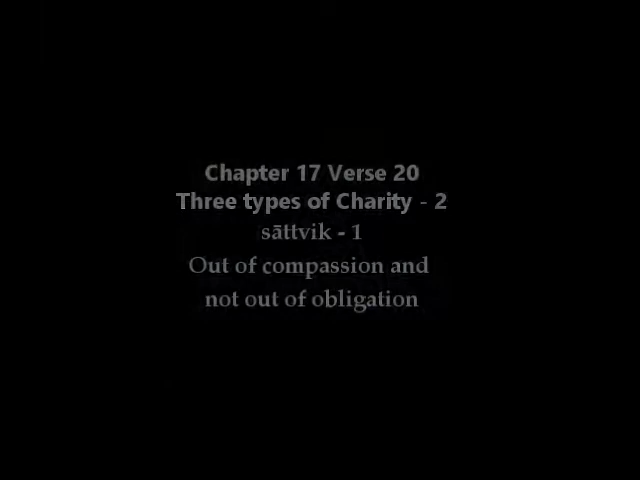 Chapter 17 Verse 20
Three types of Charity - 2
sāttvik - 1
Out of compassion and
not out of obligation